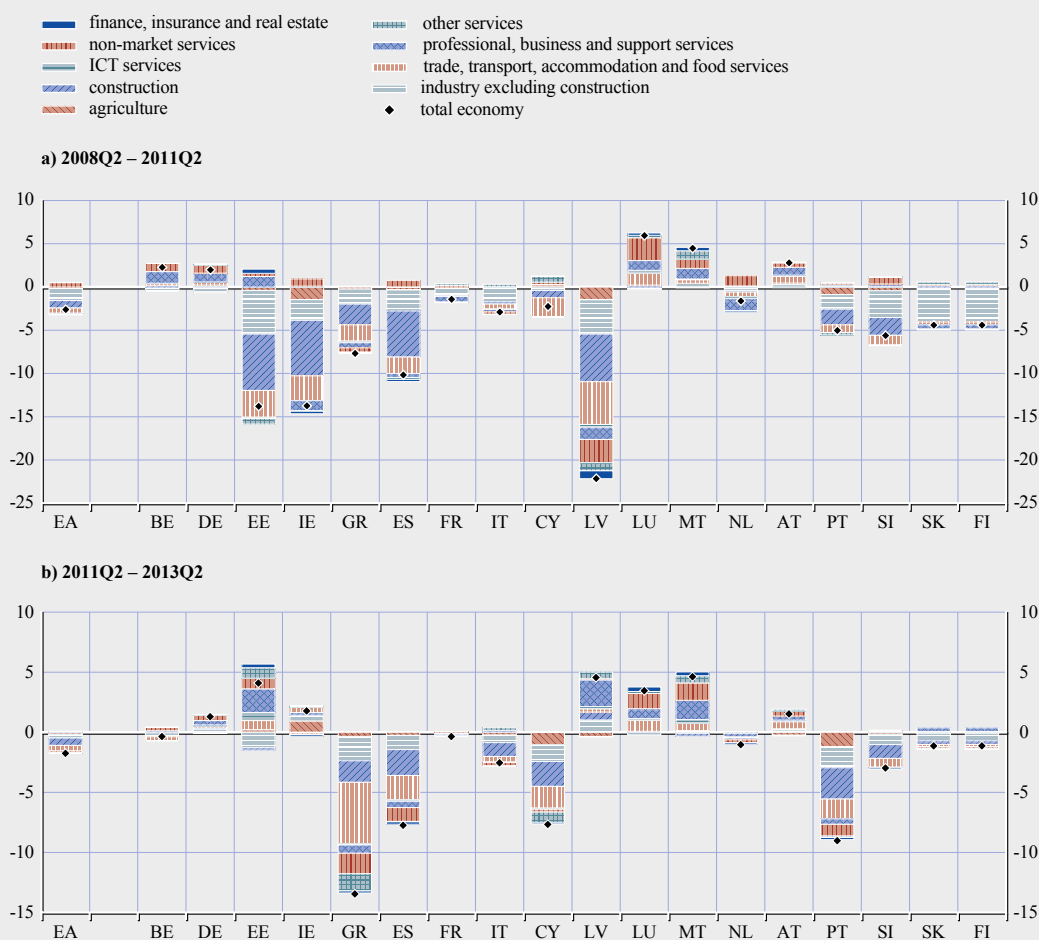 finance, insurance and real estate
non-market services
ICT services
construction
agriculture
other services
professional, business and support services
trade, transport, accommodation and food services
industry excluding construction
total economy
a) 2008Q2 – 2011Q2
10 10
5 5
0 0
-5 -5
-10 -10
-15 -15
-20 -20
-25 -25
EA BE DE EE IE GR ES FR IT CY LV LU MT NL AT PT SI SK FI
b) 2011Q2 – 2013Q2
10 10
5 5
0 0
-5 -5
-10 -10
-15 -15
EA BE DE EE IE GR ES FR IT CY LV LU MT NL AT PT SI SK FI